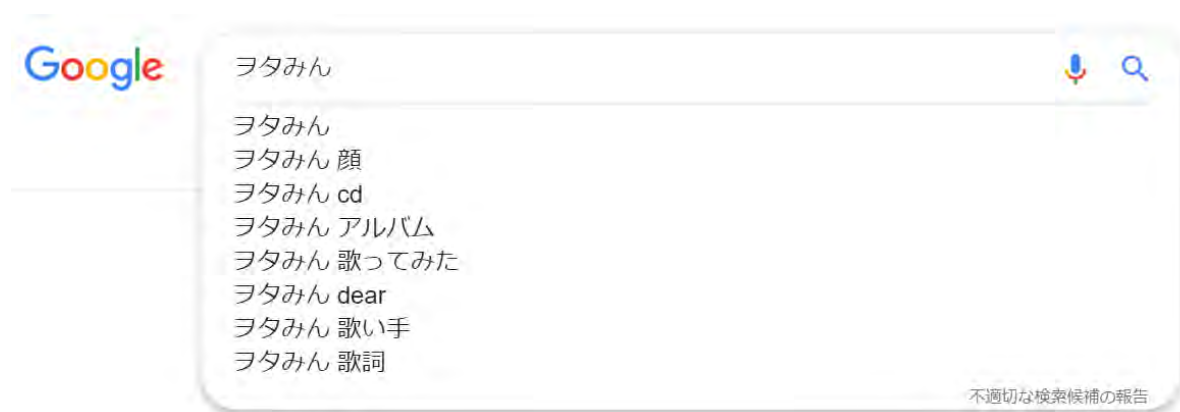 Google
ヲタみん
ヲタみん
ヲタみん 顔
ヲタみん cd
ヲタみん アルバム
ヲタみん 歌ってみた
ヲタみん dear
ヲタみん 歌い手
ヲタみん 歌詞
不適切な検索候補の報告